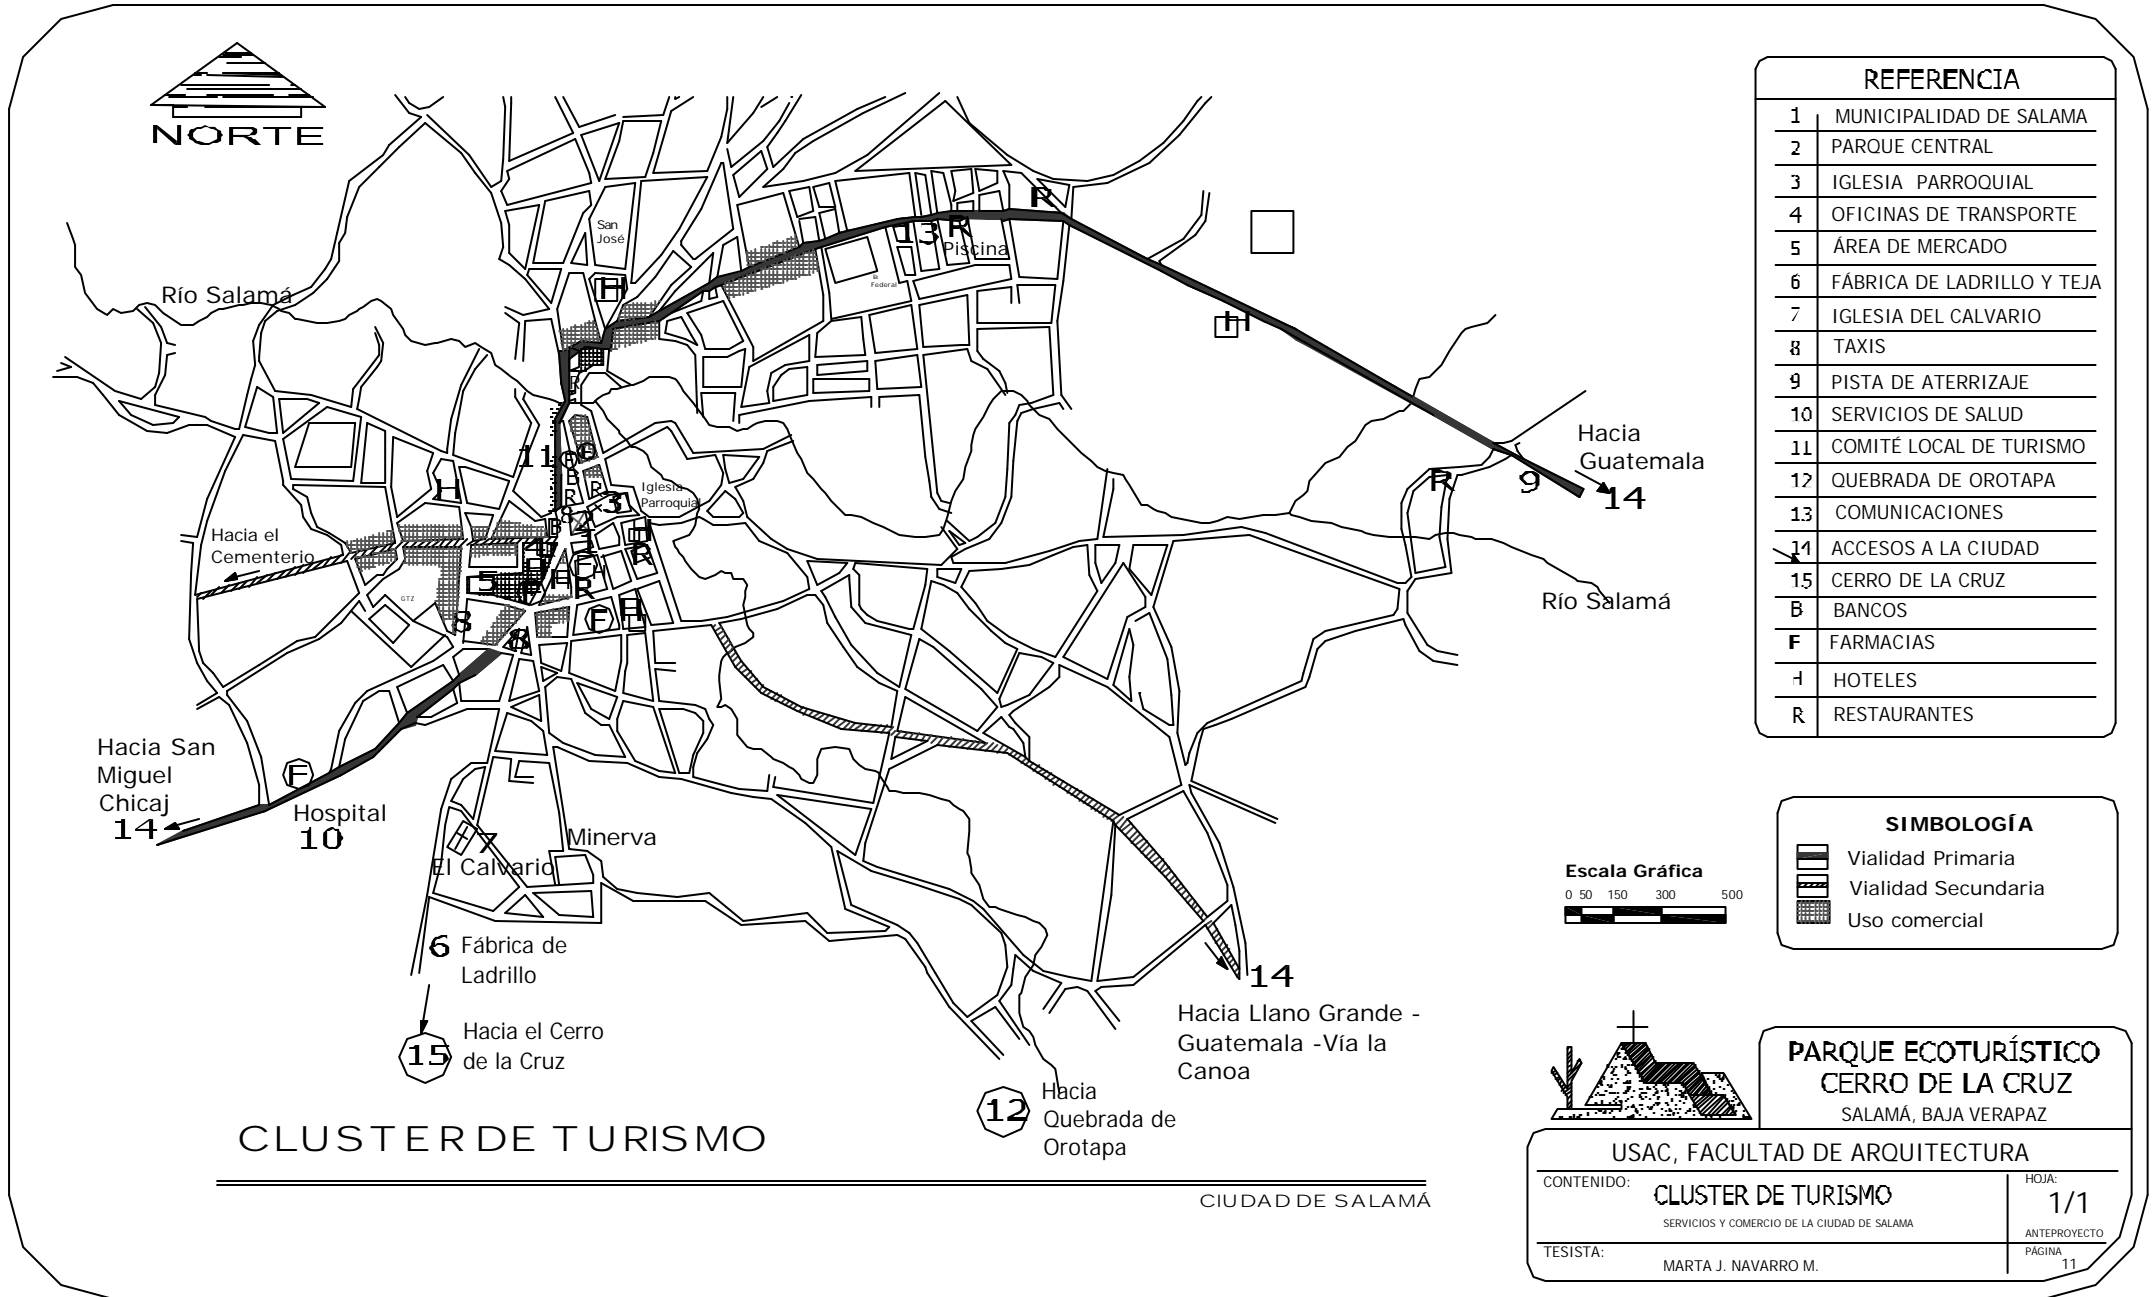 NORTE
REFERENCIA
1 MUNICIPALIDAD DE SALAMA
2 PARQUE CENTRAL
3 IGLESIA PARROQUIAL
4 OFICINAS DE TRANSPORTE
5 ÁREA DE MERCADO
6 FÁBRICA DE LADRILLO Y TEJA
7 IGLESIA DEL CALVARIO
8 TAXIS
9 PISTA DE ATERRIZAJE
10 SERVICIOS DE SALUD
11 COMITÉ LOCAL DE TURISMO
12 QUEBRADA DE OROTAPA
13 COMUNICACIONES
14 ACCESOS A LA CIUDAD
15 CERRO DE LA CRUZ
B BANCOS
F FARMACIAS
H HOTELES
R RESTAURANTES
San
José
R
13 R
Piscina
Federal
Río Salamá
H
H
R
Hacia
Guatemala
14
9
R
11
H
B
R
R
Iglesia
Parroquial
3
H
R
Hacia el
Cementerio
B
5
H
R
GTZ
8
8
F
H
Río Salamá
Hacia San
Miguel
Chicaj
14
F
Hospital
10
7
El Calvario
Minerva
6 Fábrica de
Ladrillo
15
Hacia el Cerro
de la Cruz
14
Hacia Llano Grande -
Guatemala -Vía la
Canoa
12
Hacia
Quebrada de
Orotapa
SIMBOLOGÍA
Vialidad Primaria
Vialidad Secundaria
Uso comercial
Escala Gráfica
0 50 150 300 500
CLUSTER DE TURISMO
CIUDAD DE SALAMÁ
PARQUE ECOTURÍSTICO
CERRO DE LA CRUZ
SALAMÁ, BAJA VERAPAZ
USAC, FACULTAD DE ARQUITECTURA
CONTENIDO:
CLUSTER DE TURISMO
SERVICIOS Y COMERCIO DE LA CIUDAD DE SALAMA
HOJA:
1/1
ANTEPROYECTO
TESISTA:
MARTA J. NAVARRO M.
PÁGINA
11